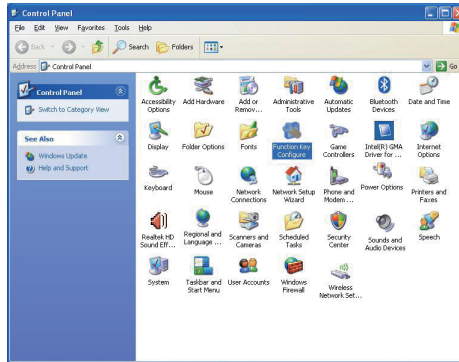 Control Panel
File Edit View Favorites Tools Help
Back Search Folders
Address Control Panel Go
Control Panel
Switch to Category View
See Also
Windows Update
Help and Support
Accessibility Options
Add Hardware
Add or Remov...
Administrative Tools
Automatic Updates
Bluetooth Devices
Date and Time
Display
Folder Options
Fonts
Function Key Configure
Game Controllers
Intel(R) GMA Driver for ...
Internet Options
Keyboard
Mouse
Network Connections
Network Setup Wizard
Phone and Modem ...
Power Options
Printers and Faxes
Realtek HD Sound Eff...
Regional and Language ...
Scanners and Cameras
Scheduled Tasks
Security Center
Sounds and Audio Devices
Speech
System
Taskbar and Start Menu
User Accounts
Windows Firewall
Wireless Network Set...